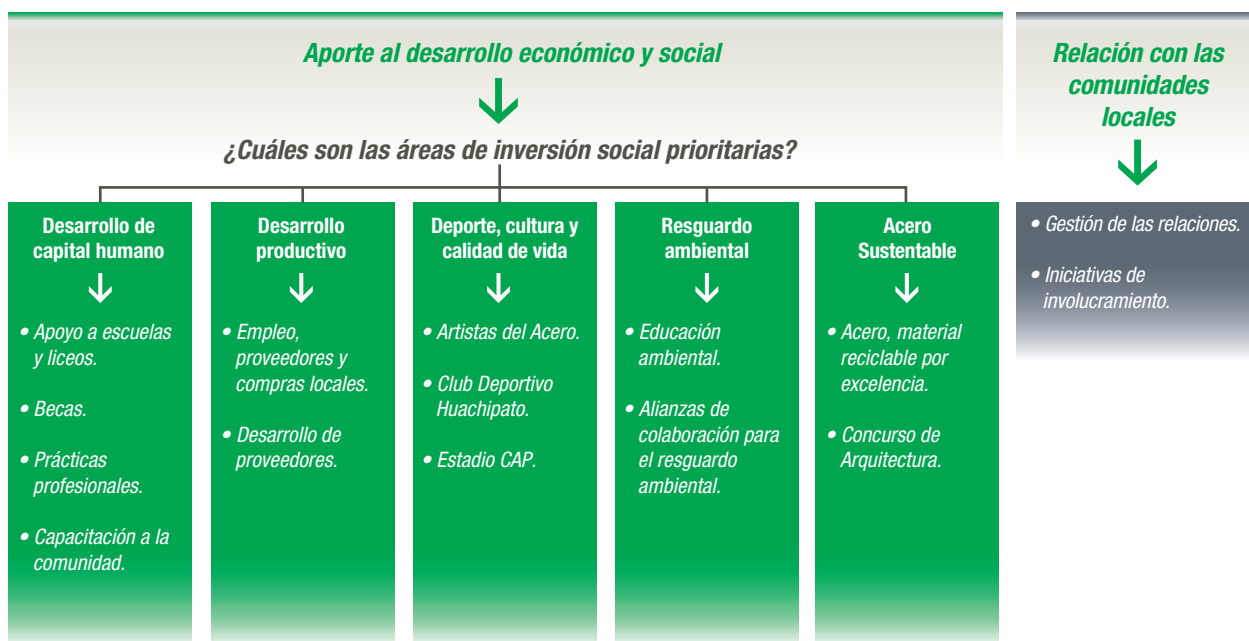 Aporte al desarrollo económico y social
¿Cuáles son las áreas de inversión social prioritarias?
Desarrollo de
capital humano
• Apoyo a escuelas
y liceos.
• Becas.
• Prácticas
profesionales.
• Capacitación a la
comunidad.
Desarrollo
productivo
• Empleo,
proveedores y
compras locales.
• Desarrollo de
proveedores.
Deporte, cultura y
calidad de vida
• Artistas del Acero.
• Club Deportivo
Huachipato.
• Estadio CAP.
Resguardo
ambiental
• Educación
ambiental.
• Alianzas de
colaboración para
el resguardo
ambiental.
Acero
Sustentable
• Acero, material
reciclable por
excelencia.
• Concurso de
Arquitectura.
Relación con las
comunidades
locales
• Gestión de las relaciones.
• Iniciativas de
involucramiento.